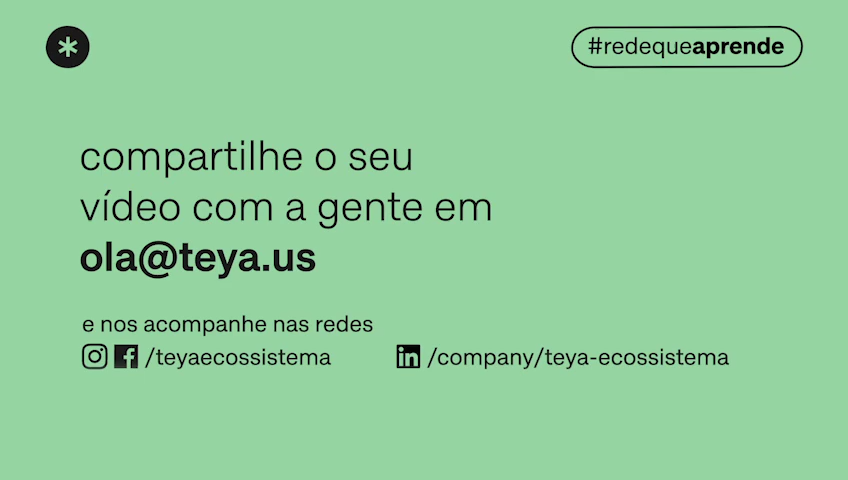 #redequeaprende
compartilhe o seu
vídeo com a gente em
ola@teya.us
e nos acompanhe nas redes
/teyaecossistema
/company/teya-ecossistema